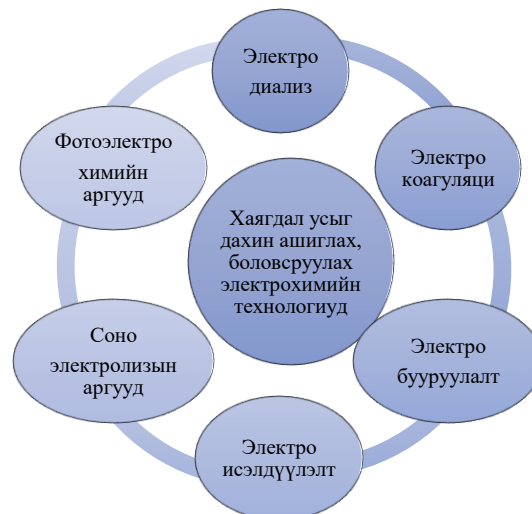 Электро
диализ
Электро
коагуляци
Электро
бууруулалт
Электро
исэлдүүлэлт
Соно
электролизын
аргууд
Фотоэлектро
химийн
аргууд
Хаягдал усыг
дахин ашиглах,
боловсруулах
электрохимийн
технологиуд